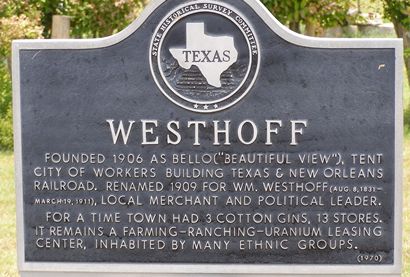 STATE HISTORICAL SURVEY COMMITTEE
TEXAS
WESTHOFF
FOUNDED 1906 AS BELLO("BEAUTIFUL VIEW"), TENT
CITY OF WORKERS BUILDING TEXAS & NEW ORLEANS
RAILROAD. RENAMED 1909 FOR WM. WESTHOFF (AUG. 8, 1831-
MARCH 19, 1911), LOCAL MERCHANT AND POLITICAL LEADER.
FOR A TIME TOWN HAD 3 COTTON GINS, 13 STORES.
IT REMAINS A FARMING-RANCHING-URANIUM LEASING
CENTER, INHABITED BY MANY ETHNIC GROUPS.
(1970)